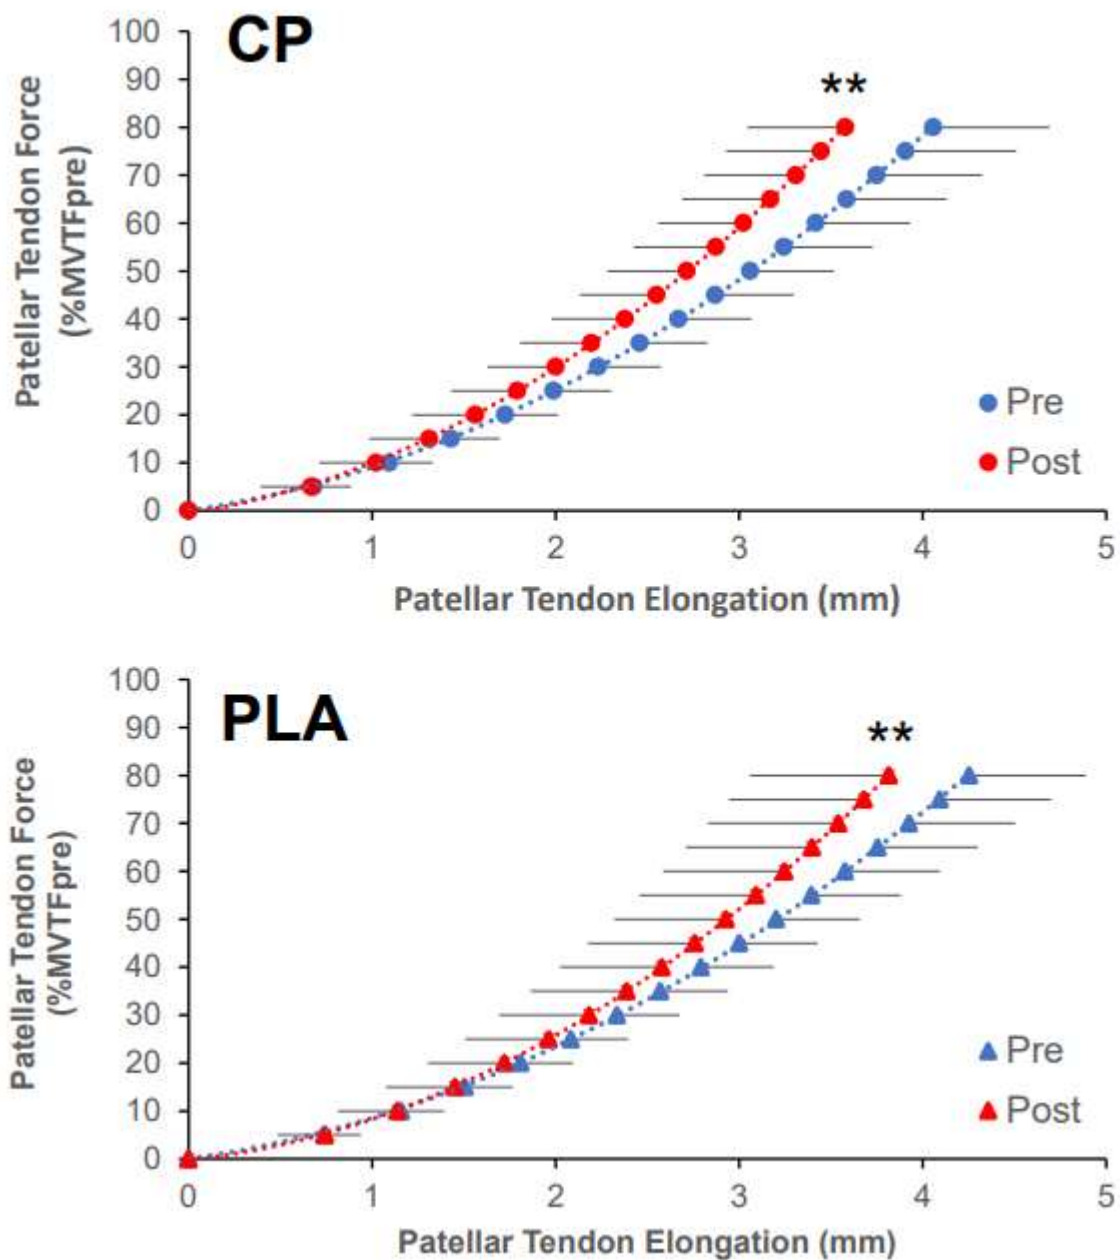 CP
**
100
90
80
70
60
50
40
30
20
10
0
Patellar Tendon Force
(%MVTFpre)
Pre
Post
0 1 2 3 4 5
Patellar Tendon Elongation (mm)
PLA
**
100
90
80
70
60
50
40
30
20
10
0
Patellar Tendon Force
(%MVTFpre)
Pre
Post
0 1 2 3 4 5
Patellar Tendon Elongation (mm)